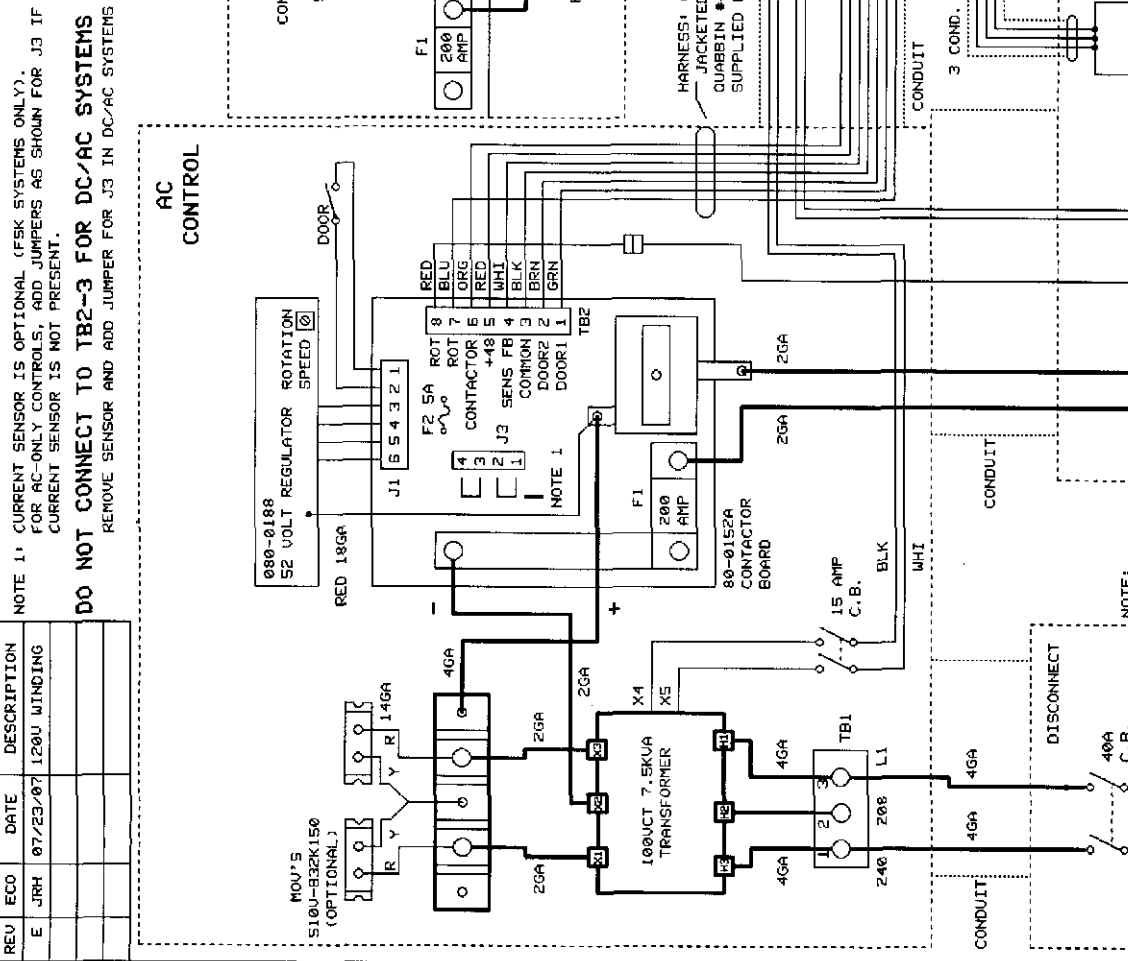 REV ECO DATE DESCRIPTION
E JRH 07/23/07 120V WINDING
NOTE 1: CURRENT SENSOR IS OPTIONAL (FSK SYSTEMS ONLY).
FOR AC-ONLY CONTROLS, ADD JUMPERS AS SHOWN FOR J3 IF
CURRENT SENSOR IS NOT PRESENT.
DO NOT CONNECT TO TB2-3 FOR DC/AC SYSTEMS
REMOVE SENSOR AND ADD JUMPER FOR J3 IN DC/AC SYSTEMS
AC
CONTROL
DOOR
080-0188
52 VOLT REGULATOR
ROTATION
SPEED
RED 18GA
J1
6 5 4 3 2 1
F2 5A
J3
4
3
2
1
NOTE 1
ROT 8 RED
ROT 7 BLU
CONTACTOR 6 ORG
+48 5 RED
SENS FB 4 WHI
COMMON 3 BLK
DOOR2 2 BRN
DOOR1 1 GRN
TB2
F1
200
AMP
80-0152A
CONTACTOR
BOARD
2GA
2GA
-
+
4GA
2GA
MOV'S
S10V-B32K150
(OPTIONAL)
R Y
Y R
14GA
2GA
2GA
X1 X2 X3
100VCT 7.5KVA
TRANSFORMER
X4
X5
H3 H2 H1
15 AMP
C.B.
BLK
WHI
4GA
4GA
TB1
1 2 3
240 208 L1
4GA
4GA
CONDUIT
DISCONNECT
40A
C.B.
NOTE:
CONDUIT
CONDUIT
F1
200
AMP
HARNESS:
JACKETED
QUABBIN #
SUPPLIED
3 COND.
CON